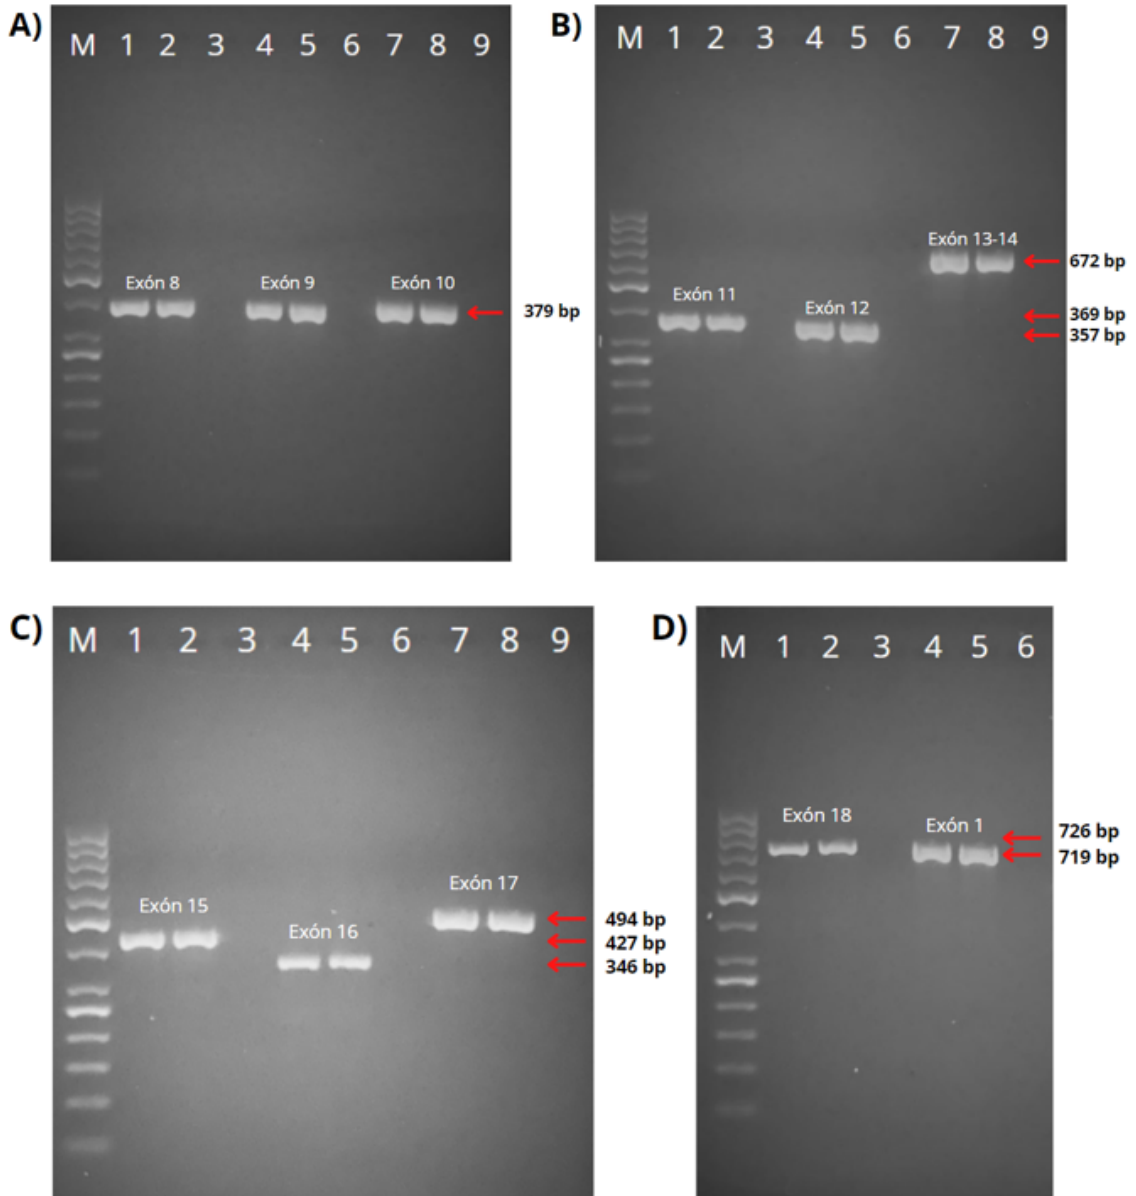 A)
M 1 2 3 4 5 6 7 8 9
Exón 8 Exón 9 Exón 10
379 bp
B)
M 1 2 3 4 5 6 7 8 9
Exón 13-14
672 bp
Exón 11
369 bp
Exón 12
357 bp
C)
M 1 2 3 4 5 6 7 8 9
Exón 17
Exón 15
494 bp
Exón 16
427 bp
346 bp
D)
M 1 2 3 4 5 6
Exón 18
Exón 1
726 bp
719 bp